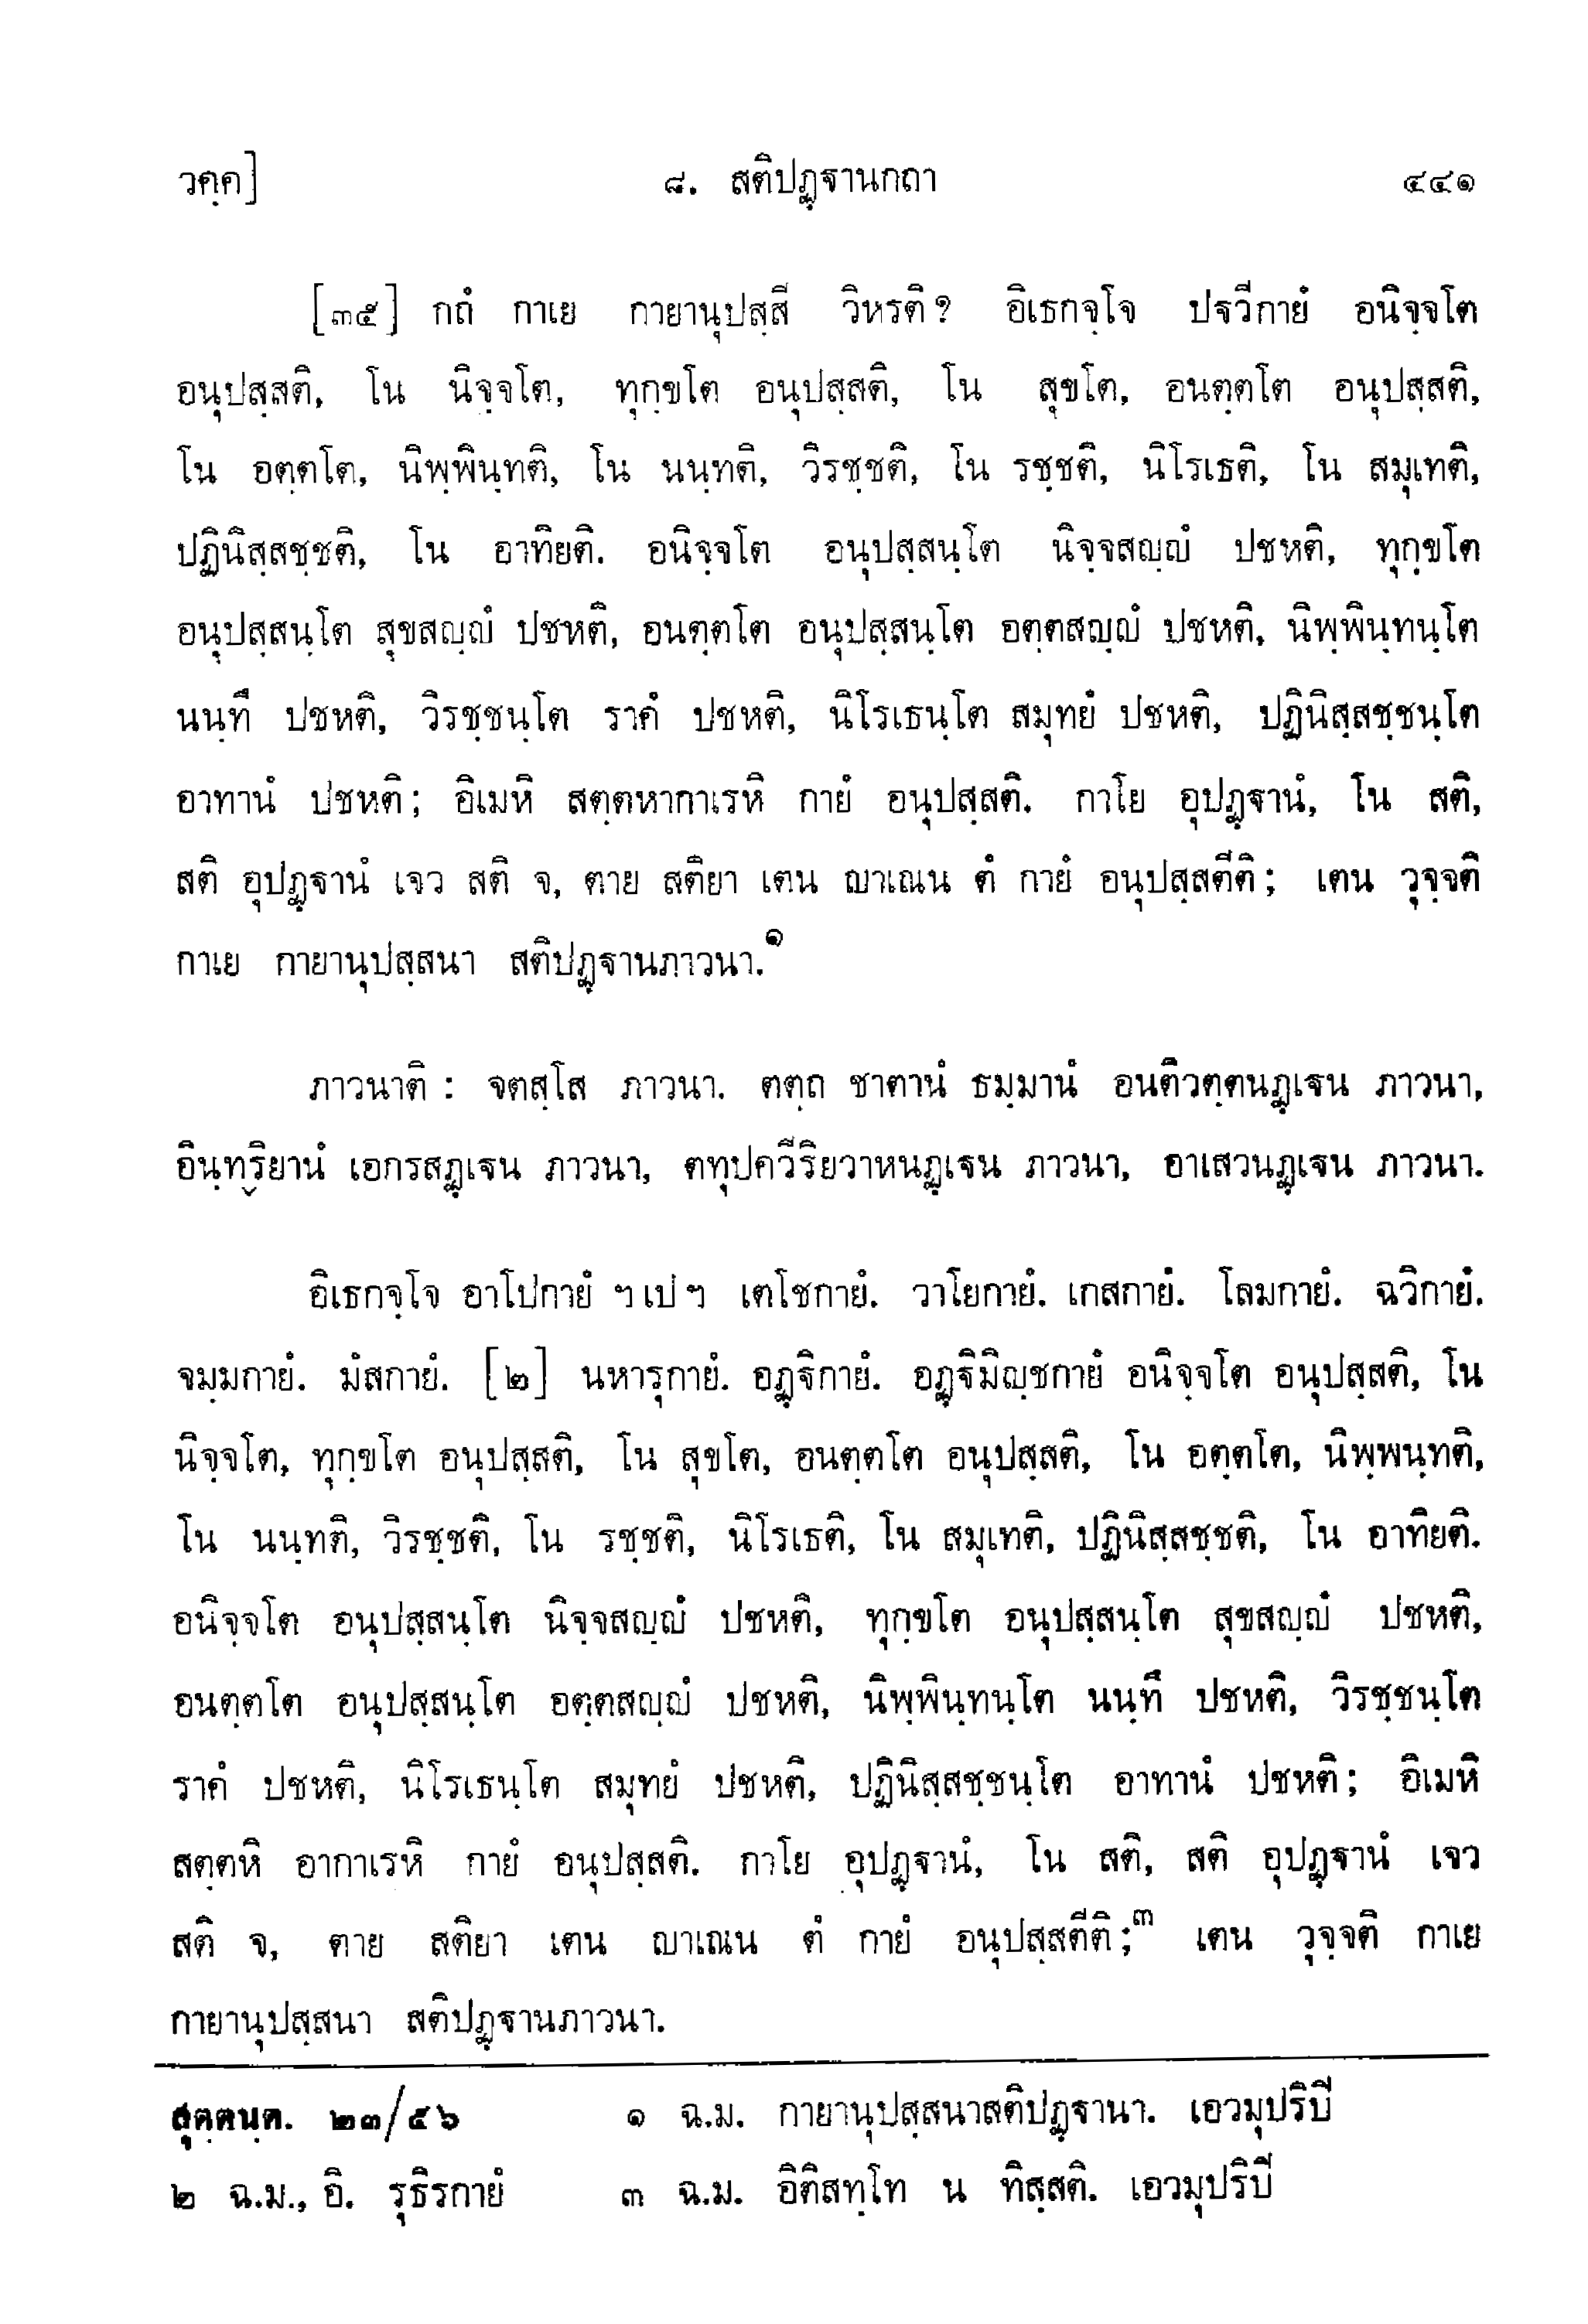 วคฺค]
๘. สติปฏฺฐานกถา
๔๔๑
[๓๕] กถํ กาเย กายานุปสฺสี วิหรติ? อิเธกจฺโจ ปฐวีกายํ อนิจฺจโต
อนุปสฺสติ, โน นิจฺจโต, ทุกฺขโต อนุปสฺสติ, โน สุขโต, อนตฺตโต อนุปสฺสติ,
โน อตฺตโต, นิพฺพินฺทติ, โน นนฺทติ, วิรชฺชติ, โน รชฺชติ, นิโรเธติ, โน สมุเทติ,
ปฏินิสฺสชฺชติ, โน อาทิยติ. อนิจฺจโต อนุปสฺสนฺโต นิจฺจสญฺญํ ปชหติ, ทุกฺขโต
อนุปสฺสนฺโต สุขสญฺญํ ปชหติ, อนตฺตโต อนุปสฺสนฺโต อตฺตสญฺญํ ปชหติ, นิพฺพินฺทนฺโต
นนฺทึ ปชหติ, วิรชฺชนฺโต ราคํ ปชหติ, นิโรเธนฺโต สมุทยํ ปชหติ, ปฏินิสฺสชฺชนฺโต
อาทานํ ปชหติ; อิเมหิ สตฺตหากาเรหิ กายํ อนุปสฺสติ. กาโย อุปฏฺฐานํ, โน สติ,
สติ อุปฏฺฐานํ เจว สติ จ, ตาย สติยา เตน ญาเณน ตํ กายํ อนุปสฺสตีติ; เตน วุจฺจติ
กาเย กายานุปสฺสนา สติปฏฺฐานภาวนา.๑
ภาวนาติ : จตสฺโส ภาวนา. ตตฺถ ชาตานํ ธมฺมานํ อนติวตฺตนฏฺเฐน ภาวนา,
อินฺทฺริยานํ เอกรสฏฺเฐน ภาวนา, ตทุปควีริยวาหนฏฺเฐน ภาวนา, อาเสวนฏฺเฐน ภาวนา.
อิเธกจฺโจ อาโปกายํ ฯ เป ฯ เตโชกายํ. วาโยกายํ. เกสกายํ. โลมกายํ. ฉวิกายํ.
จมฺมกายํ. มํสกายํ. [๒] นหารุกายํ. อฏฺฐิกายํ. อฏฺฐิมิญฺชกายํ อนิจฺจโต อนุปสฺสติ, โน
นิจฺจโต, ทุกฺขโต อนุปสฺสติ, โน สุขโต, อนตฺตโต อนุปสฺสติ, โน อตฺตโต, นิพฺพนฺทติ,
โน นนฺทติ, วิรชฺชติ, โน รชฺชติ, นิโรเธติ, โน สมุเทติ, ปฏินิสฺสชฺชติ, โน อาทิยติ.
อนิจฺจโต อนุปสฺสนฺโต นิจฺจสญฺญํ ปชหติ, ทุกฺขโต อนุปสฺสนฺโต สุขสญฺญํ ปชหติ,
อนตฺตโต อนุปสฺสนฺโต อตฺตสญฺญํ ปชหติ, นิพฺพินฺทนฺโต นนฺทึ ปชหติ, วิรชฺชนฺโต
ราคํ ปชหติ, นิโรเธนฺโต สมุทยํ ปชหติ, ปฏินิสฺสชฺชนฺโต อาทานํ ปชหติ; อิเมหิ
สตฺตหิ อากาเรหิ กายํ อนุปสฺสติ. กาโย อุปฏฺฐานํ, โน สติ, สติ อุปฏฺฐานํ เจว
สติ จ, ตาย สติยา เตน ญาเณน ตํ กายํ อนุปสฺสตีติ;๓ เตน วุจฺจติ กาเย
กายานุปสฺสนา สติปฏฺฐานภาวนา.
สุตฺตนฺต. ๒๓/๕๖ ๑ ฉ.ม. กายานุปสฺสนาสติปฏฺฐานา. เอวมุปริปี
๒ ฉ.ม., อิ. รุธิรกายํ ๓ ฉ.ม. อิติสทฺโท น ทิสฺสติ. เอวมุปริปี